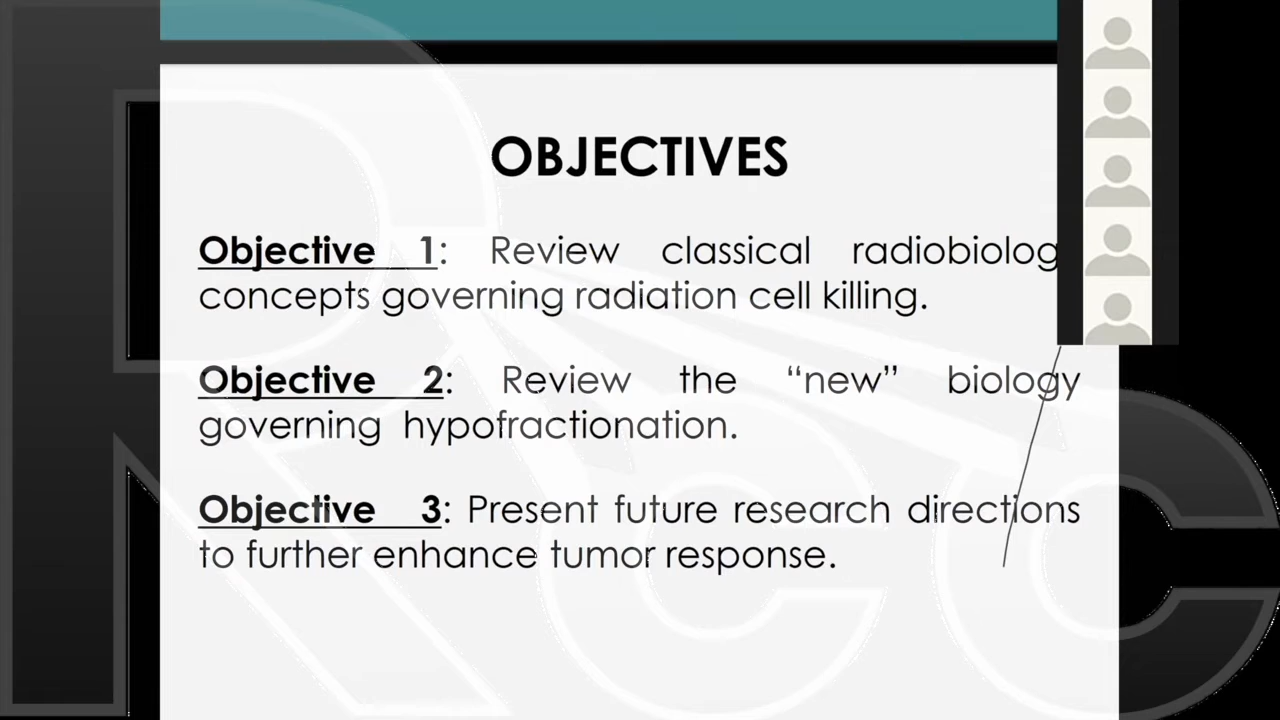 OBJECTIVES
Objective 1: Review classical radiobiolog
concepts governing radiation cell killing.
Objective 2: Review the “new” biology
governing hypofractionation.
Objective 3: Present future research directions
to further enhance tumor response.
RCC